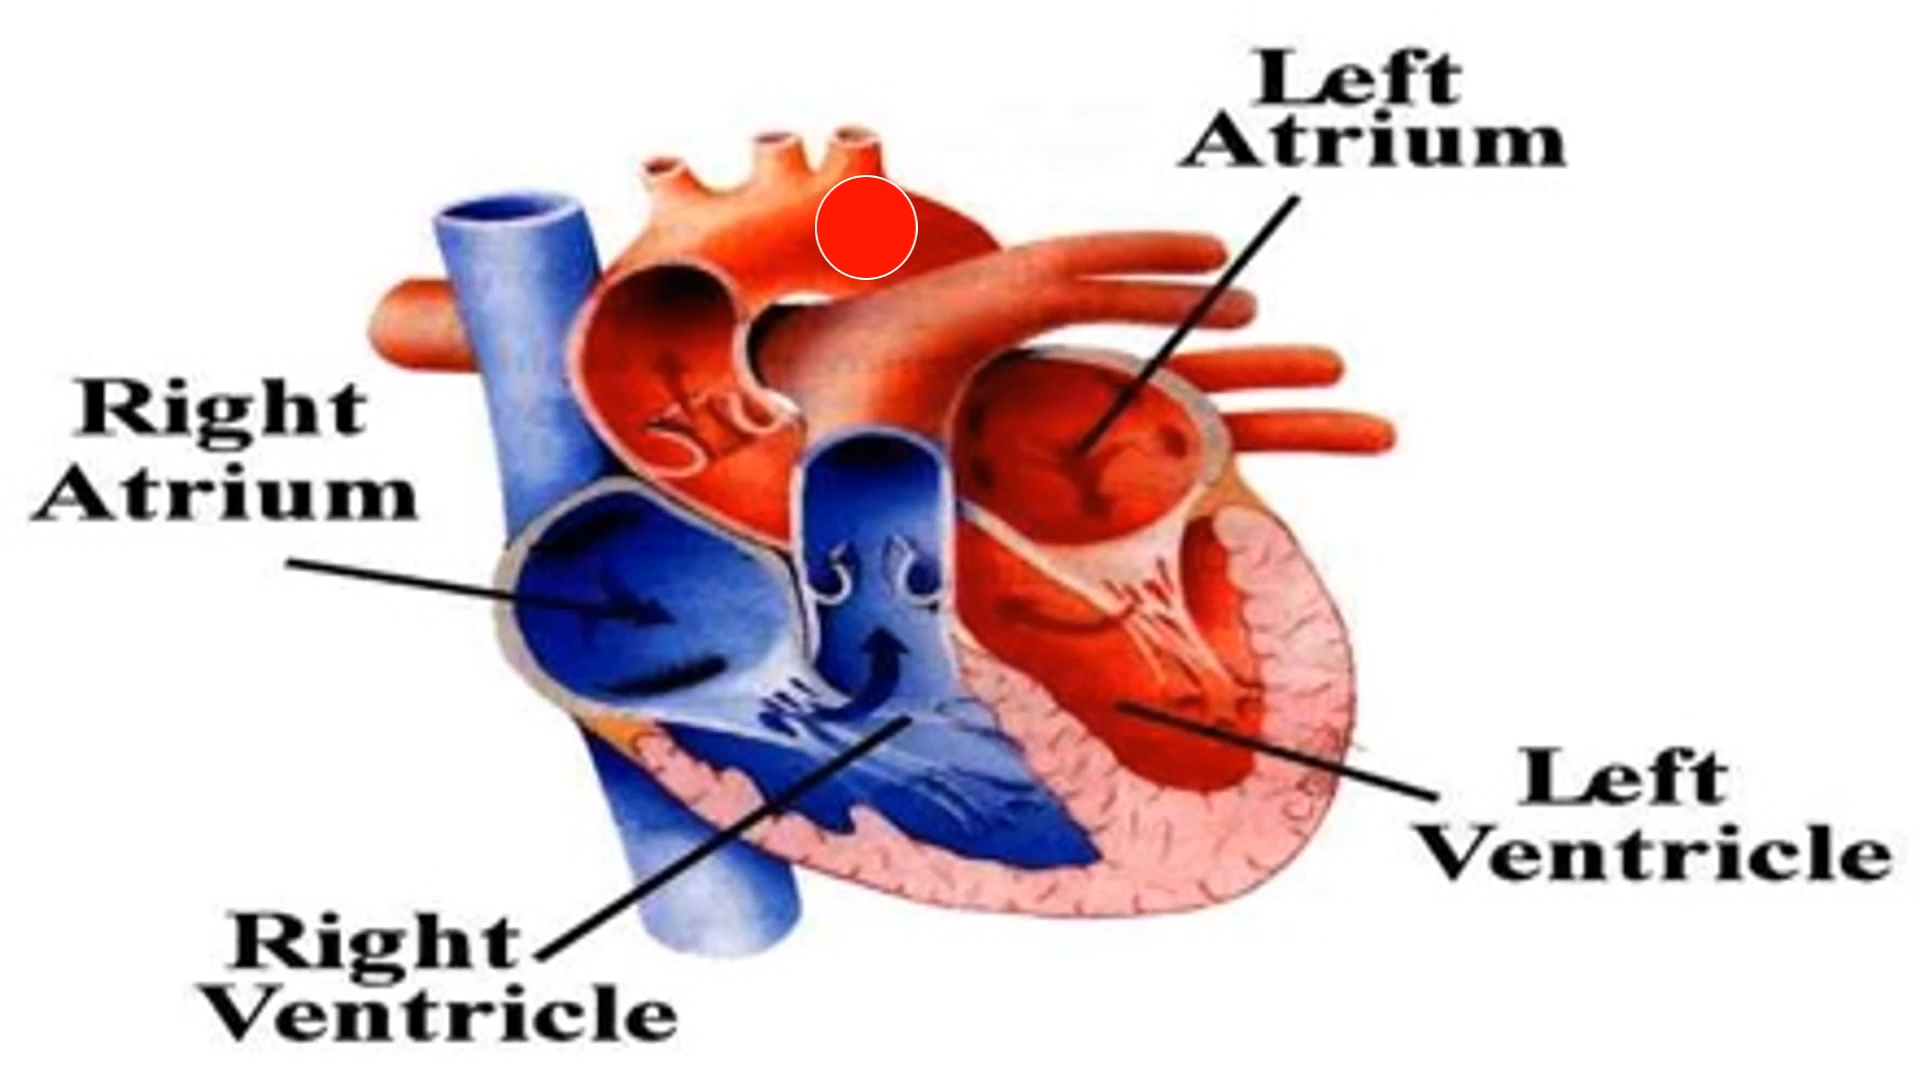 Left
Atrium
Right
Atrium
Left
Ventricle
Right
Ventricle